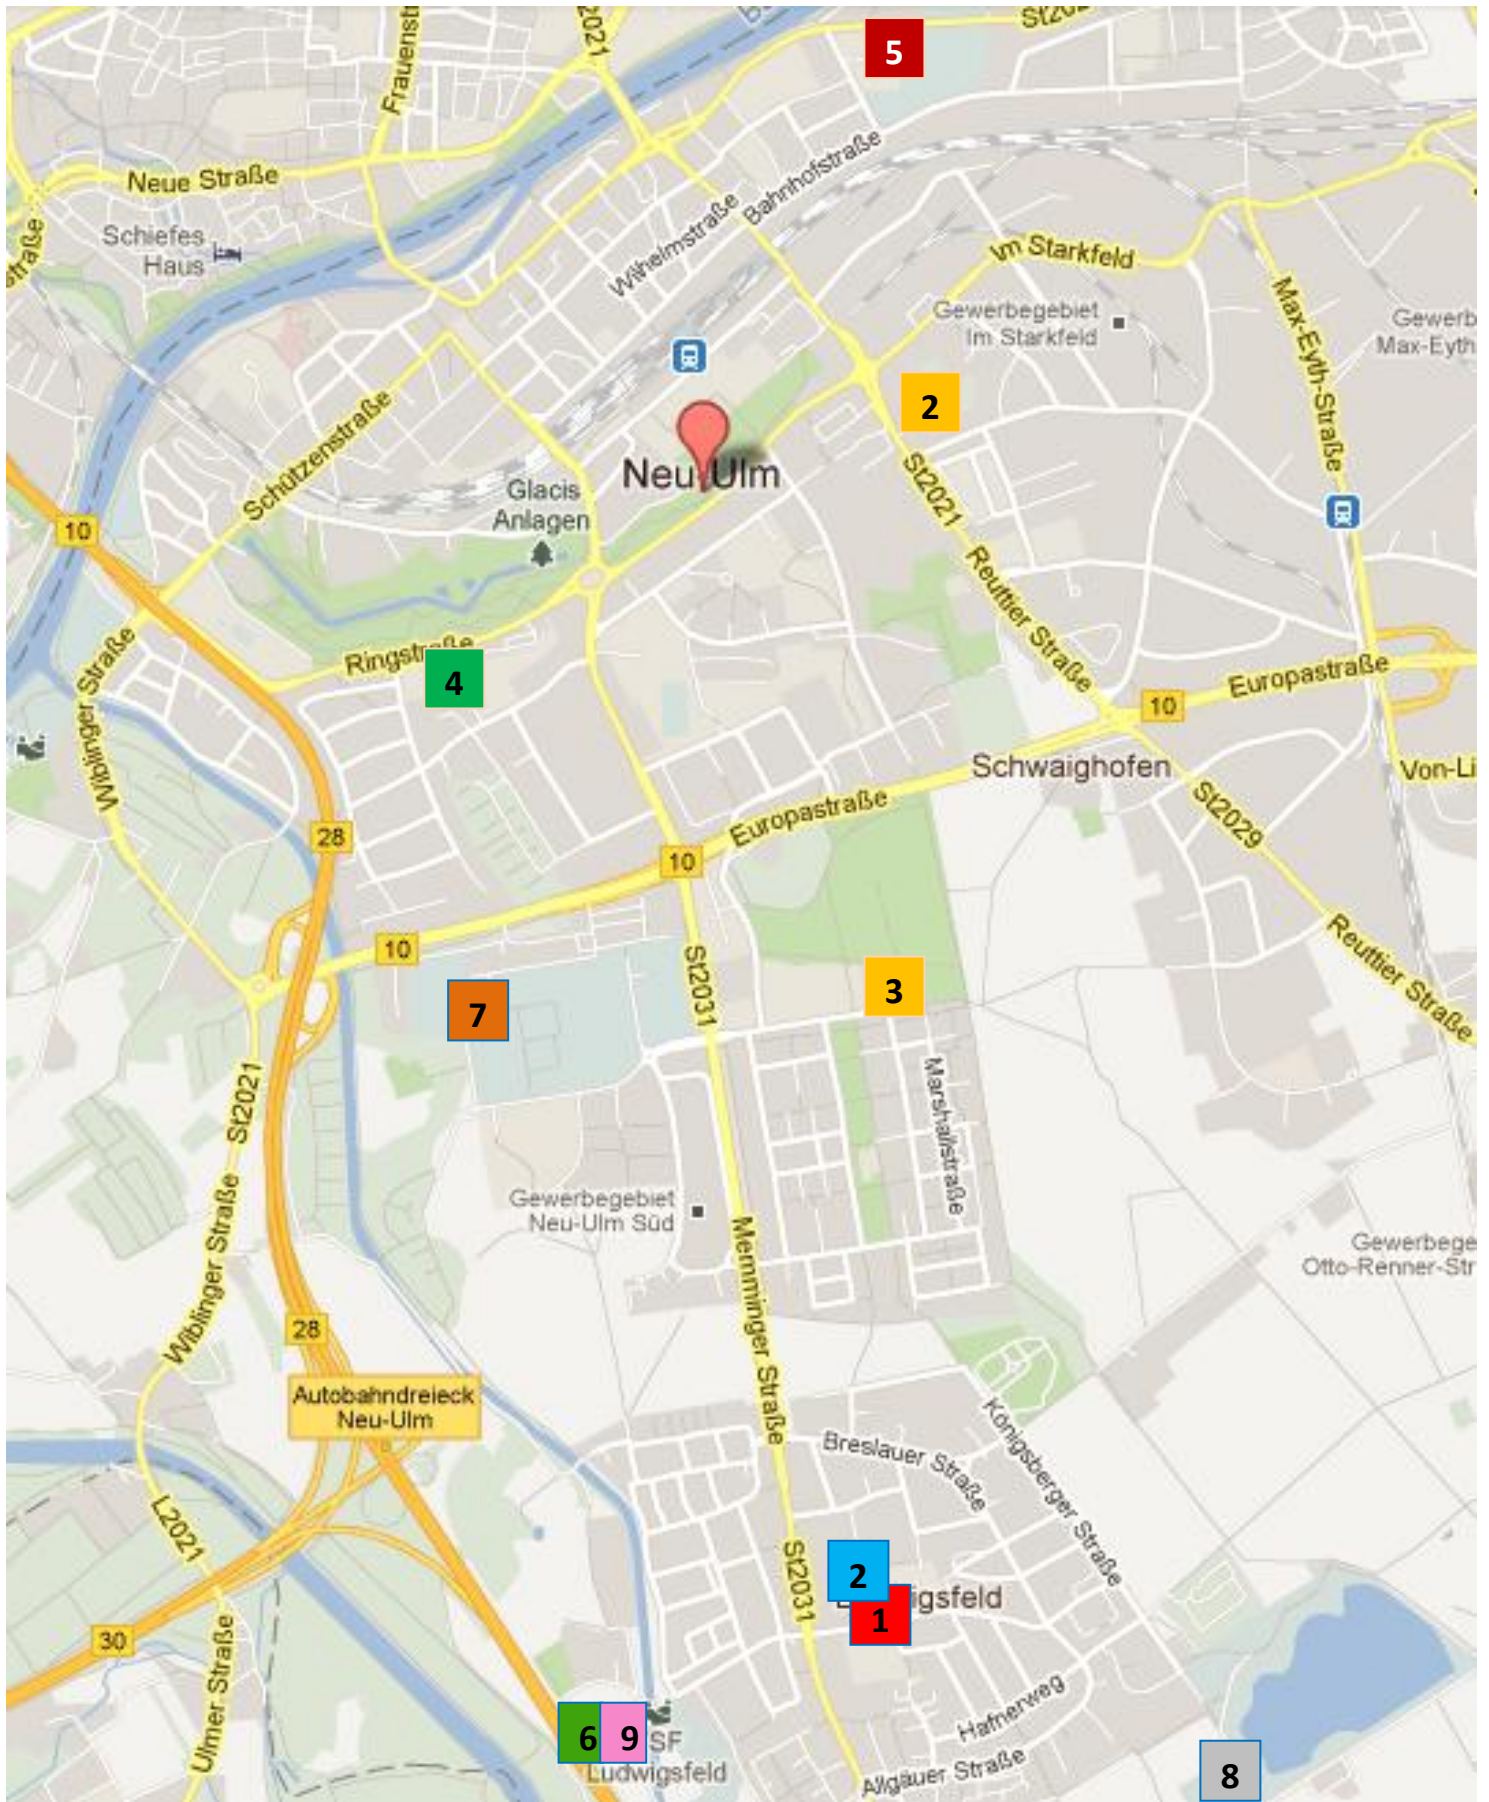 2021
St202
5
Frauenst
Neue Straße
Bahnhofstraße
Wilhelmstraße
Schiefes
Haus
straße
Im Starkfeld
Gewerbegebiet
Im Starkfeld
Max-Eyth-Straße
Gewerb
Max-Eyth
2
Schützenstraße
Neu-Ulm
Glacis
Anlagen
St2021
10
Reuttier Straße
Ringstraße
4
Wiblinger Straße
Wiblinger
Europastraße
10
Schwaighofen
Von-Li
St2029
Europastraße
28
10
10
Reuttier Straße
St2031
7
3
Marshallstraße
St2021
Gewerbegebiet
Neu-Ulm Süd
Wiblinger Straße
Memminger Straße
Gewerbege
Otto-Renner-Str
28
Autobahndreieck
Neu-Ulm
Breslauer Straße
Königsberger Straße
L2021
St2031
2
1
igsfeld
30
Ulmer Straße
Hafnerweg
6
9
SF
Ludwigsfeld
Allgäuer Straße
8